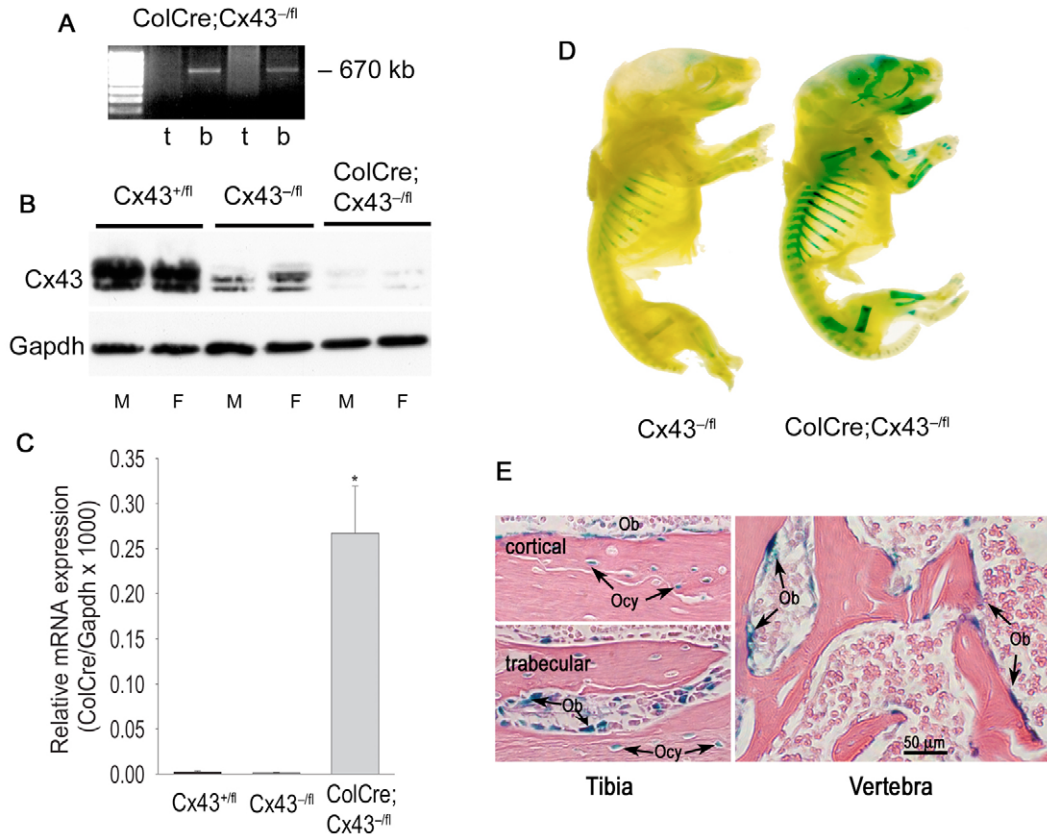 A
ColCre;Cx43–/fl
– 670 kb
t b t b
B
Cx43+/fl
Cx43–/fl
ColCre;
Cx43–/fl
Cx43
Gapdh
M F M F M F
C
Relative mRNA expression
(ColCre/Gapdh x 1000)
0.35
0.30
0.25
0.20
0.15
0.10
0.05
0.00
*
Cx43+/fl
Cx43–/fl
ColCre;
Cx43–/fl
D
Cx43–/fl
ColCre;Cx43–/fl
E
Ob
cortical
Ocy
trabecular
Ob
Ocy
Tibia
Ob
Ob
50 µm
Vertebra